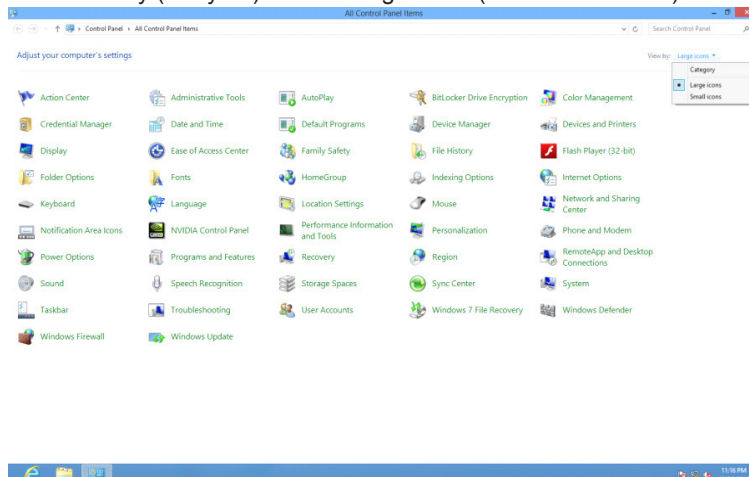 All Control Panel Items
Control Panel ▸ All Control Panel Items
Search Control Panel
Adjust your computer's settings
View by: Large icons
Category
Large icons
Small icons
Action Center
Administrative Tools
AutoPlay
BitLocker Drive Encryption
Color Management
Credential Manager
Date and Time
Default Programs
Device Manager
Devices and Printers
Display
Ease of Access Center
Family Safety
File History
Flash Player (32-bit)
Folder Options
Fonts
HomeGroup
Indexing Options
Internet Options
Keyboard
Language
Location Settings
Mouse
Network and Sharing
Center
Notification Area Icons
NVIDIA Control Panel
Performance Information
and Tools
Personalization
Phone and Modem
Power Options
Programs and Features
Recovery
Region
RemoteApp and Desktop
Connections
Sound
Speech Recognition
Storage Spaces
Sync Center
System
Taskbar
Troubleshooting
User Accounts
Windows 7 File Recovery
Windows Defender
Windows Firewall
Windows Update
11:16 PM